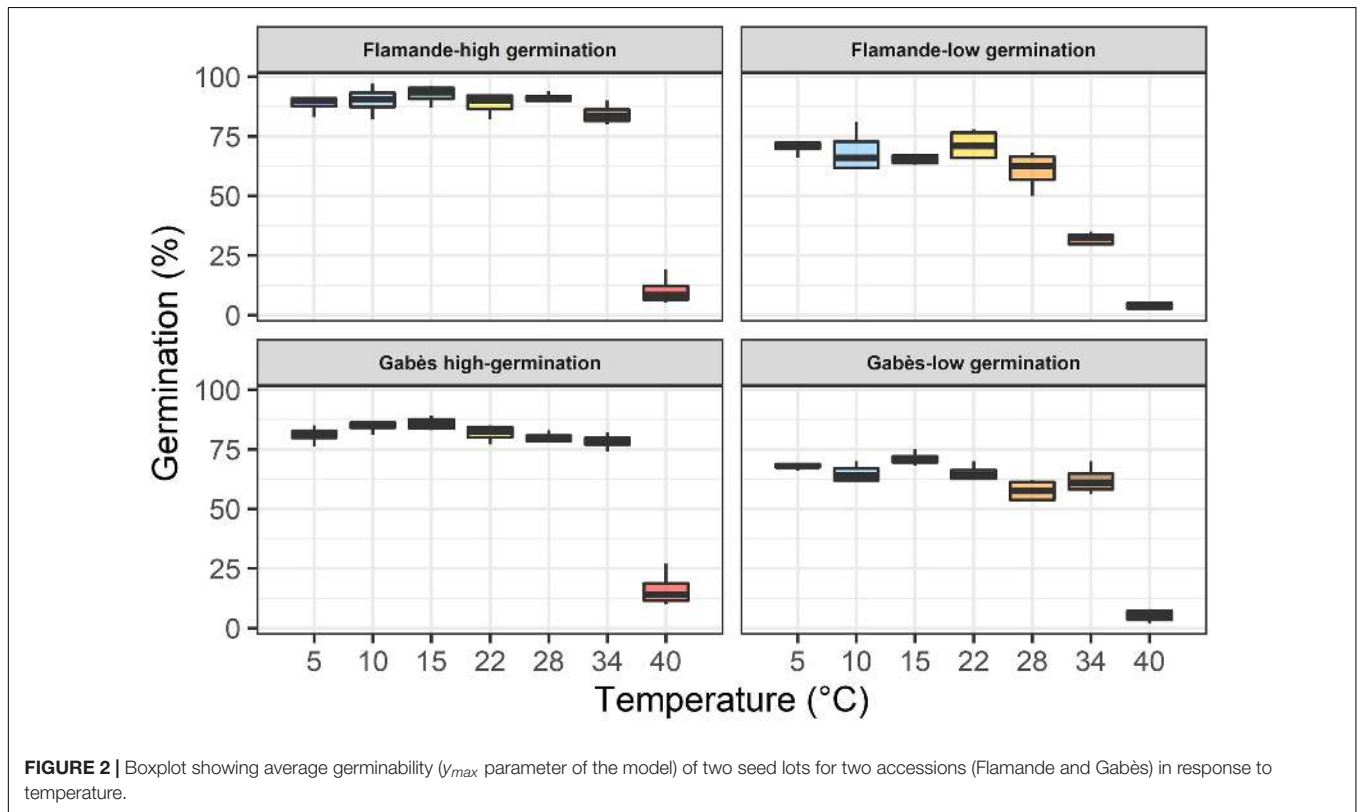 Flamande-high germination
Flamande-low germination
100
75
50
25
0
Gabès high-germination
Gabès-low germination
100
75
50
25
0
Germination (%)
5 10 15 22 28 34 40
5 10 15 22 28 34 40
Temperature (°C)
FIGURE 2 | Boxplot showing average germinability (ymax parameter of the model) of two seed lots for two accessions (Flamande and Gabès) in response to
temperature.